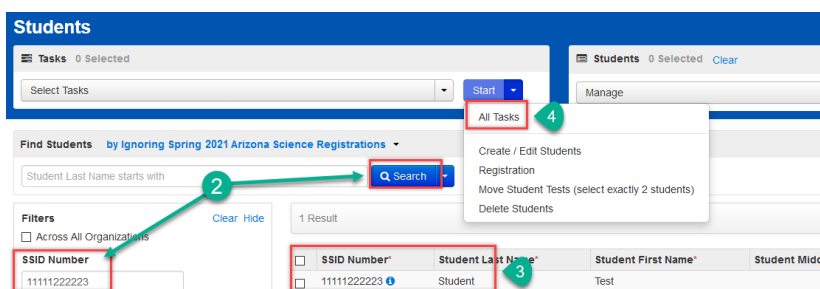 Students
Tasks 0 Selected
Students 0 Selected Clear
Select Tasks
Start
Manage
All Tasks
4
Create / Edit Students
Registration
Move Student Tests (select exactly 2 students)
Delete Students
Find Students by Ignoring Spring 2021 Arizona Science Registrations
Student Last Name starts with
2
Search
Filters Clear Hide
1 Result
Across All Organizations
SSID Number
11111222223
SSID Number* Student Last Name* Student First Name* Student Midd
3
11111222223 Student Test